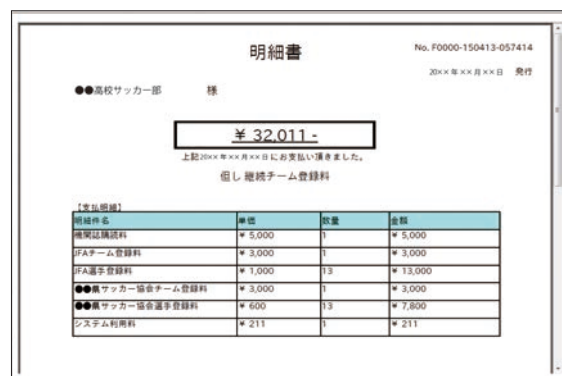 明細書
No. F0000-150413-057414
20××年××月××日 発行
●●高校サッカー部 様
¥ 32,011 -
上記20××年××月××日にお支払い頂きました。
但し 継続チーム登録料
【支払明細】
明細件名 単価 数量 金額
機関誌購読料 ¥ 5,000 1 ¥ 5,000
JFAチーム登録料 ¥ 3,000 1 ¥ 3,000
JFA選手登録料 ¥ 1,000 13 ¥ 13,000
●●県サッカー協会チーム登録料 ¥ 3,000 1 ¥ 3,000
●●県サッカー協会選手登録料 ¥ 600 13 ¥ 7,800
システム利用料 ¥ 211 1 ¥ 211